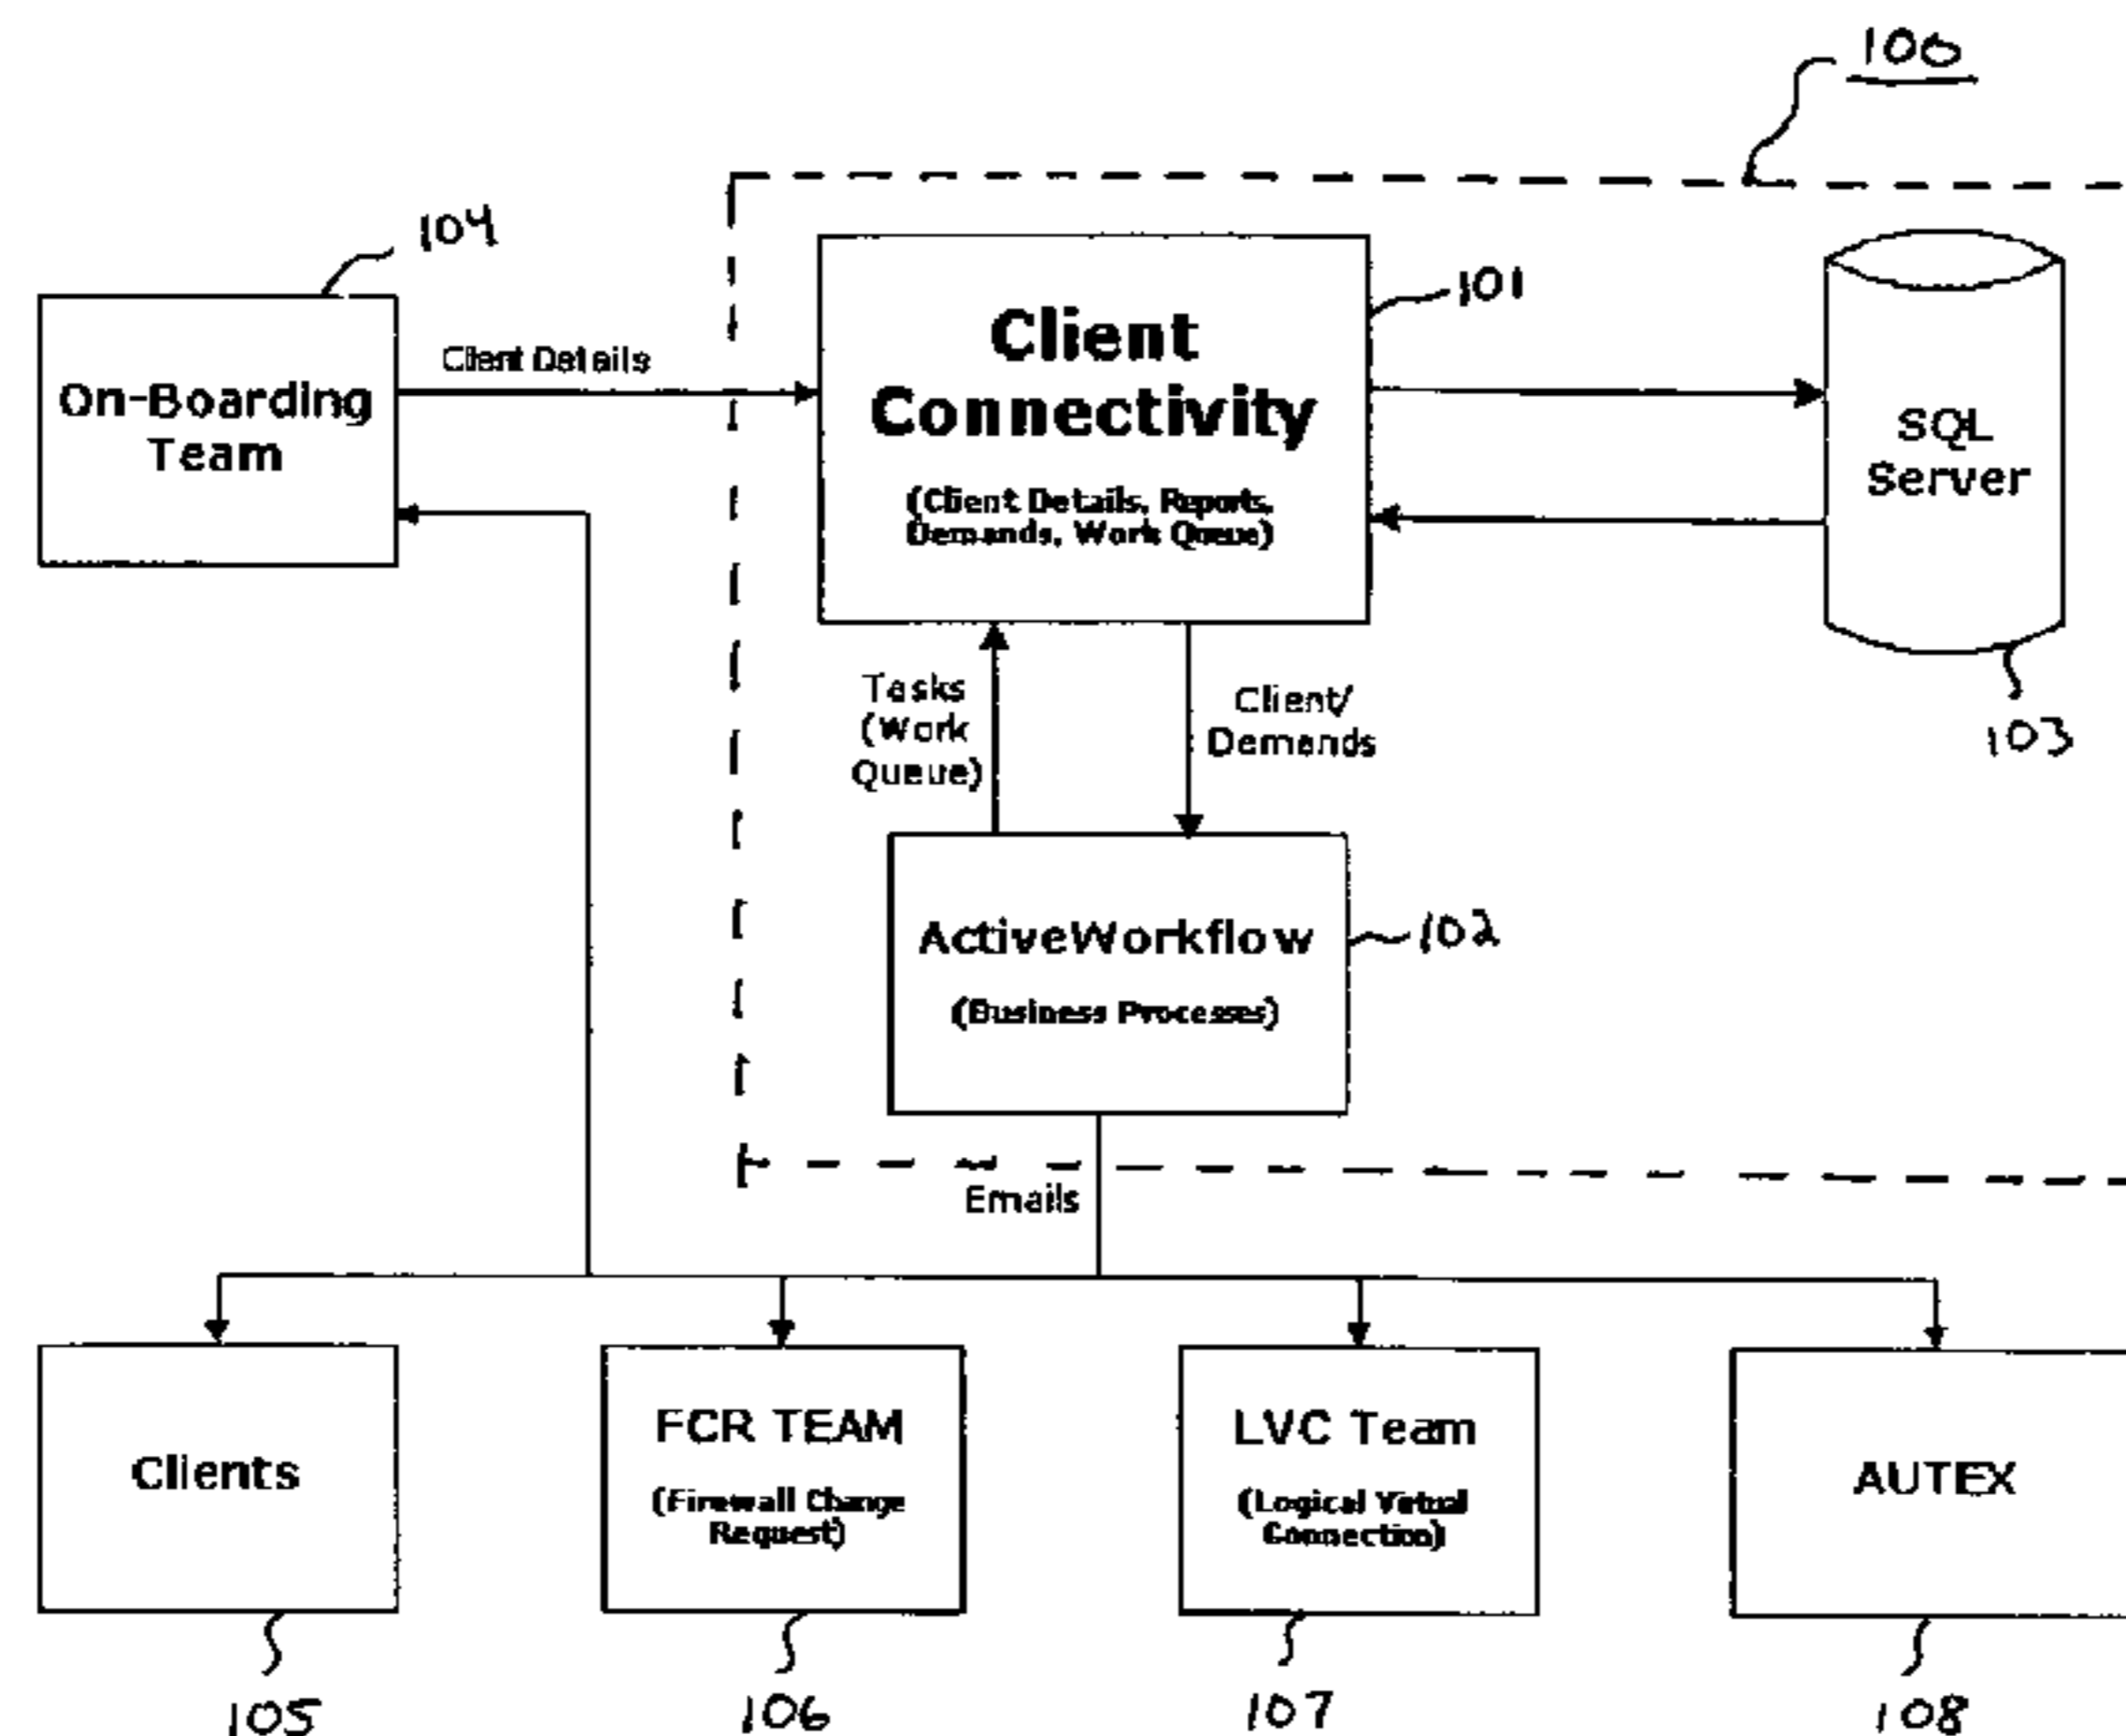 100
104
101
Client Details
On-Boarding
Team
Client
Connectivity
(Client Details, Reports,
Demands, Work Queue)
SQL
Server
Tasks
(Work
Queue)
Client/
Demands
103
ActiveWorkflow
(Business Processes)
102
Emails
Clients
FCR TEAM
(Firewall Change
Request)
LVC Team
(Logical Virtual
Connection)
AUTEX
105
106
107
108